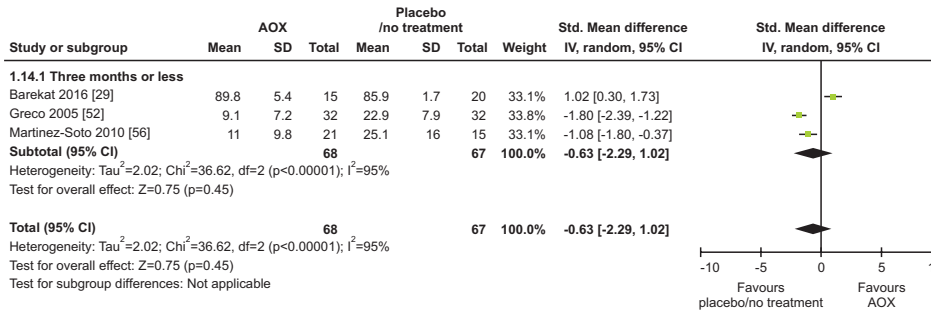 AOX Placebo /no treatment Std. Mean difference Std. Mean difference
Study or subgroup Mean SD Total Mean SD Total Weight IV, random, 95% CI IV, random, 95% CI
1.14.1 Three months or less
Barekat 2016 [29] 89.8 5.4 15 85.9 1.7 20 33.1% 1.02 [0.30, 1.73]
Greco 2005 [52] 9.1 7.2 32 22.9 7.9 32 33.8% -1.80 [-2.39, -1.22]
Martinez-Soto 2010 [56] 11 9.8 21 25.1 16 15 33.1% -1.08 [-1.80, -0.37]
Subtotal (95% CI) 68 67 100.0% -0.63 [-2.29, 1.02]
Heterogeneity: Tau²=2.02; Chi²=36.62, df=2 (p<0.00001); I²=95%
Test for overall effect: Z=0.75 (p=0.45)
Total (95% CI) 68 67 100.0% -0.63 [-2.29, 1.02]
Heterogeneity: Tau²=2.02; Chi²=36.62, df=2 (p<0.00001); I²=95%
Test for overall effect: Z=0.75 (p=0.45)
Test for subgroup differences: Not applicable
-10 -5 0 5
Favours placebo/no treatment Favours AOX